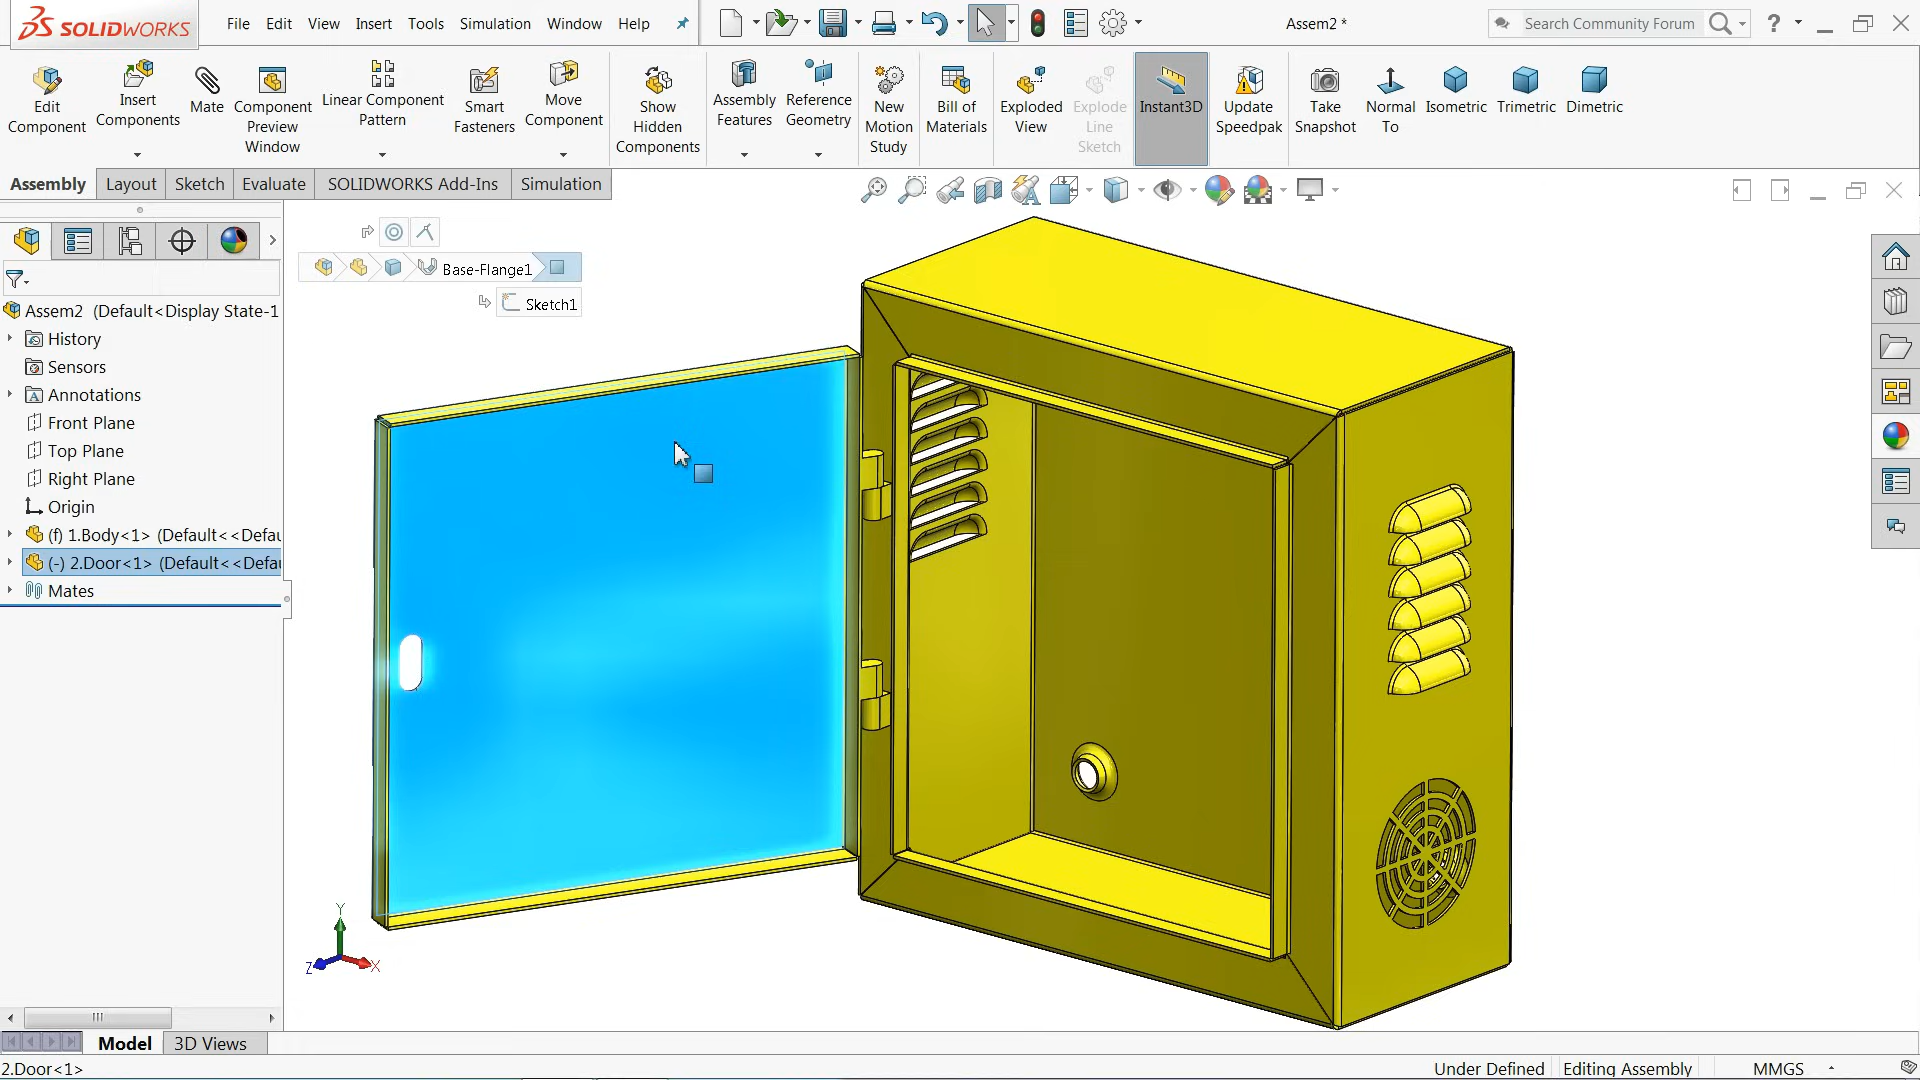 SOLIDWORKS
File Edit View Insert Tools Simulation Window Help
Assem2 *
Search Community Forum
?
Edit Component
Insert Components
Mate
Component Preview Window
Linear Component Pattern
Smart Fasteners
Move Component
Show Hidden Components
Assembly Features
Reference Geometry
New Motion Study
Bill of Materials
Exploded View
Explode Line Sketch
Instant3D
Update Speedpak
Take Snapshot
Normal To
Isometric
Trimetric
Dimetric
Assembly Layout Sketch Evaluate SOLIDWORKS Add-Ins Simulation
Base-Flange1
Sketch1
Assem2 (Default<Display State-1
History
Sensors
A Annotations
Front Plane
Top Plane
Right Plane
Origin
(f) 1.Body<1> (Default<<Defau
(-) 2.Door<1> (Default<<Defau
Mates
Y
Z
X
Model 3D Views
2.Door<1>
Under Defined Editing Assembly MMGS